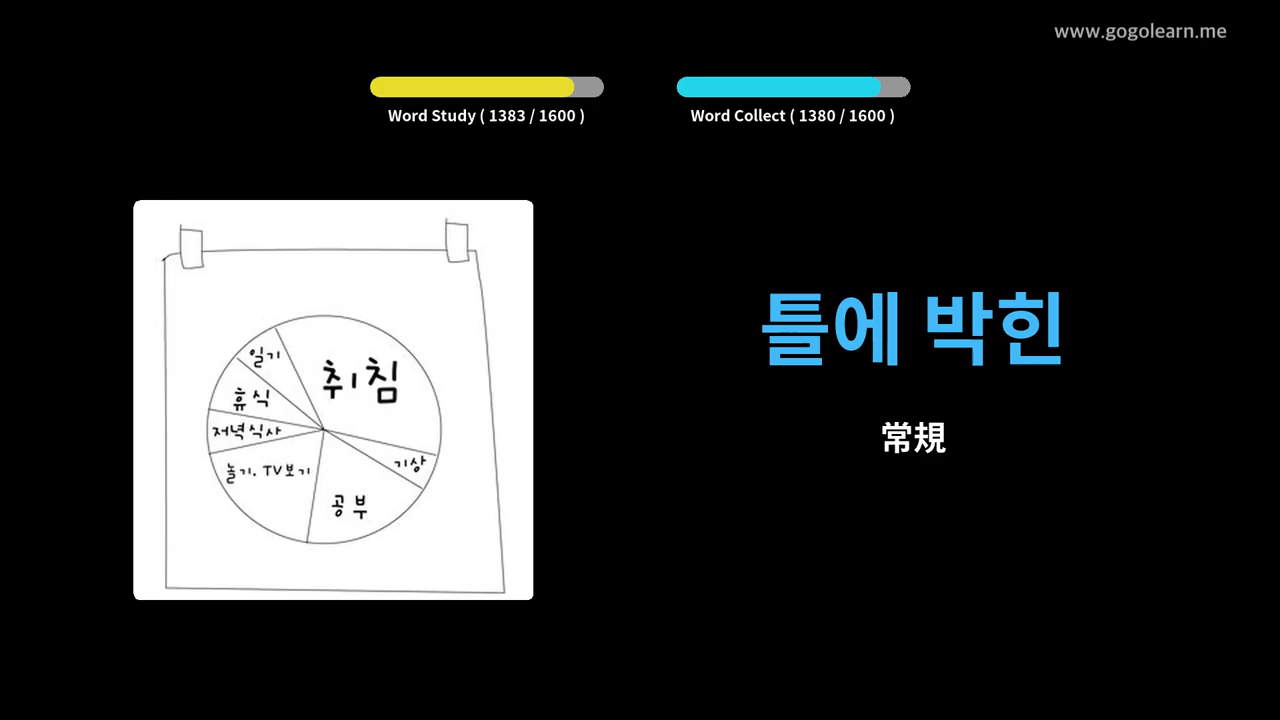 www.gogolearn.me
Word Study ( 1383 / 1600 )
Word Collect ( 1380 / 1600 )
일기
취침
휴식
저녁식사
기상
놀기. TV보기
공부
틀에 박힌
常規